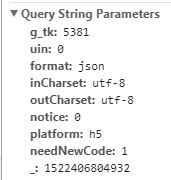 ▼ Query String Parameters
g_tk: 5381
uin: 0
format: json
inCharset: utf-8
outCharset: utf-8
notice: 0
platform: h5
needNewCode: 1
_: 1522406804932